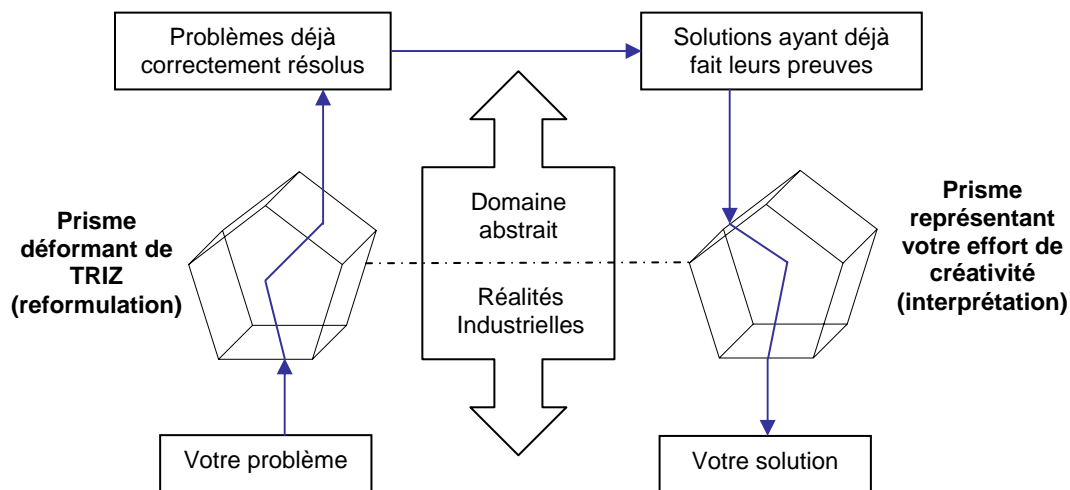 Problèmes déjà
correctement résolus
Solutions ayant déjà
fait leurs preuves
Prisme
déformant de
TRIZ
(reformulation)
Domaine
abstrait
Réalités
Industrielles
Prisme
représentant
votre effort de
créativité
(interprétation)
Votre problème
Votre solution